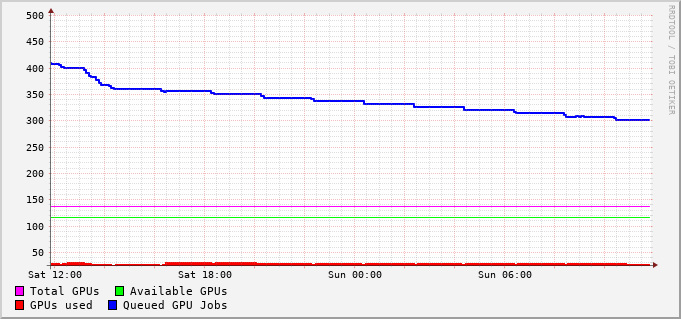 500
450
400
350
300
250
200
150
100
50
Sat 12:00 Sat 18:00 Sun 00:00 Sun 06:00
Total GPUs Available GPUs
GPUs used Queued GPU Jobs
RRDTOOL / TOBI OETIKER